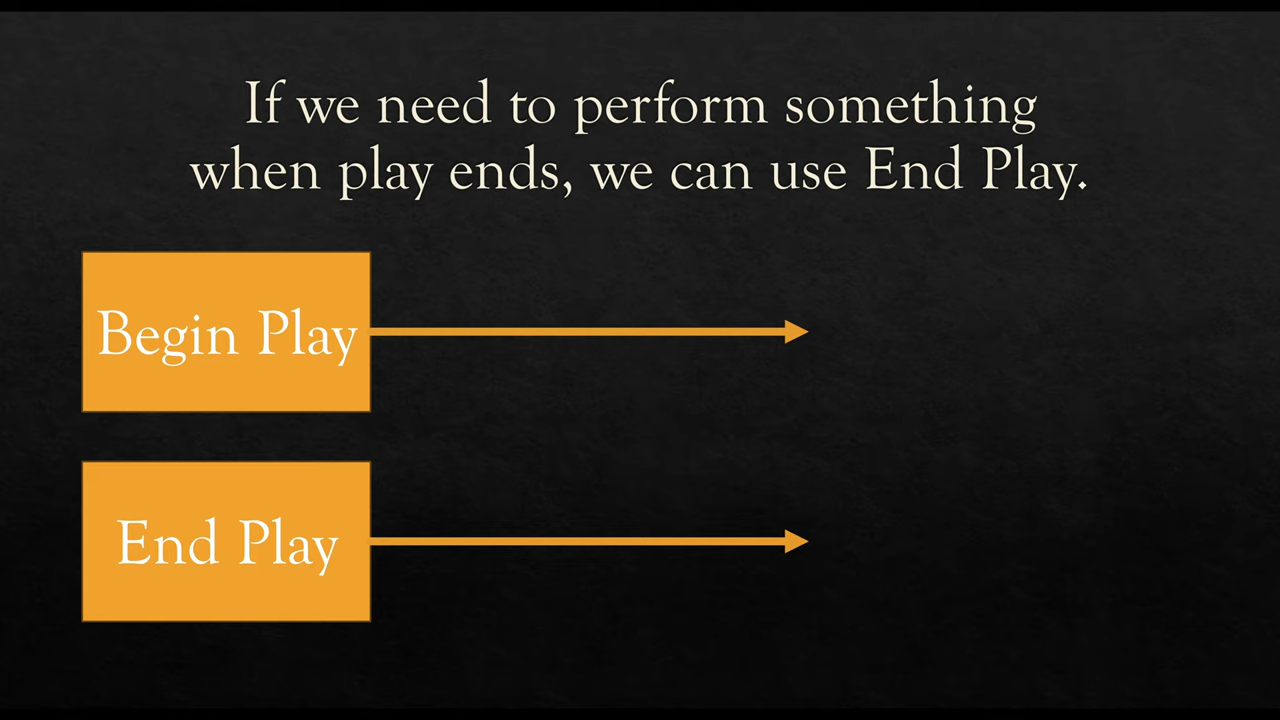 If we need to perform something
when play ends, we can use End Play.
Begin Play
End Play